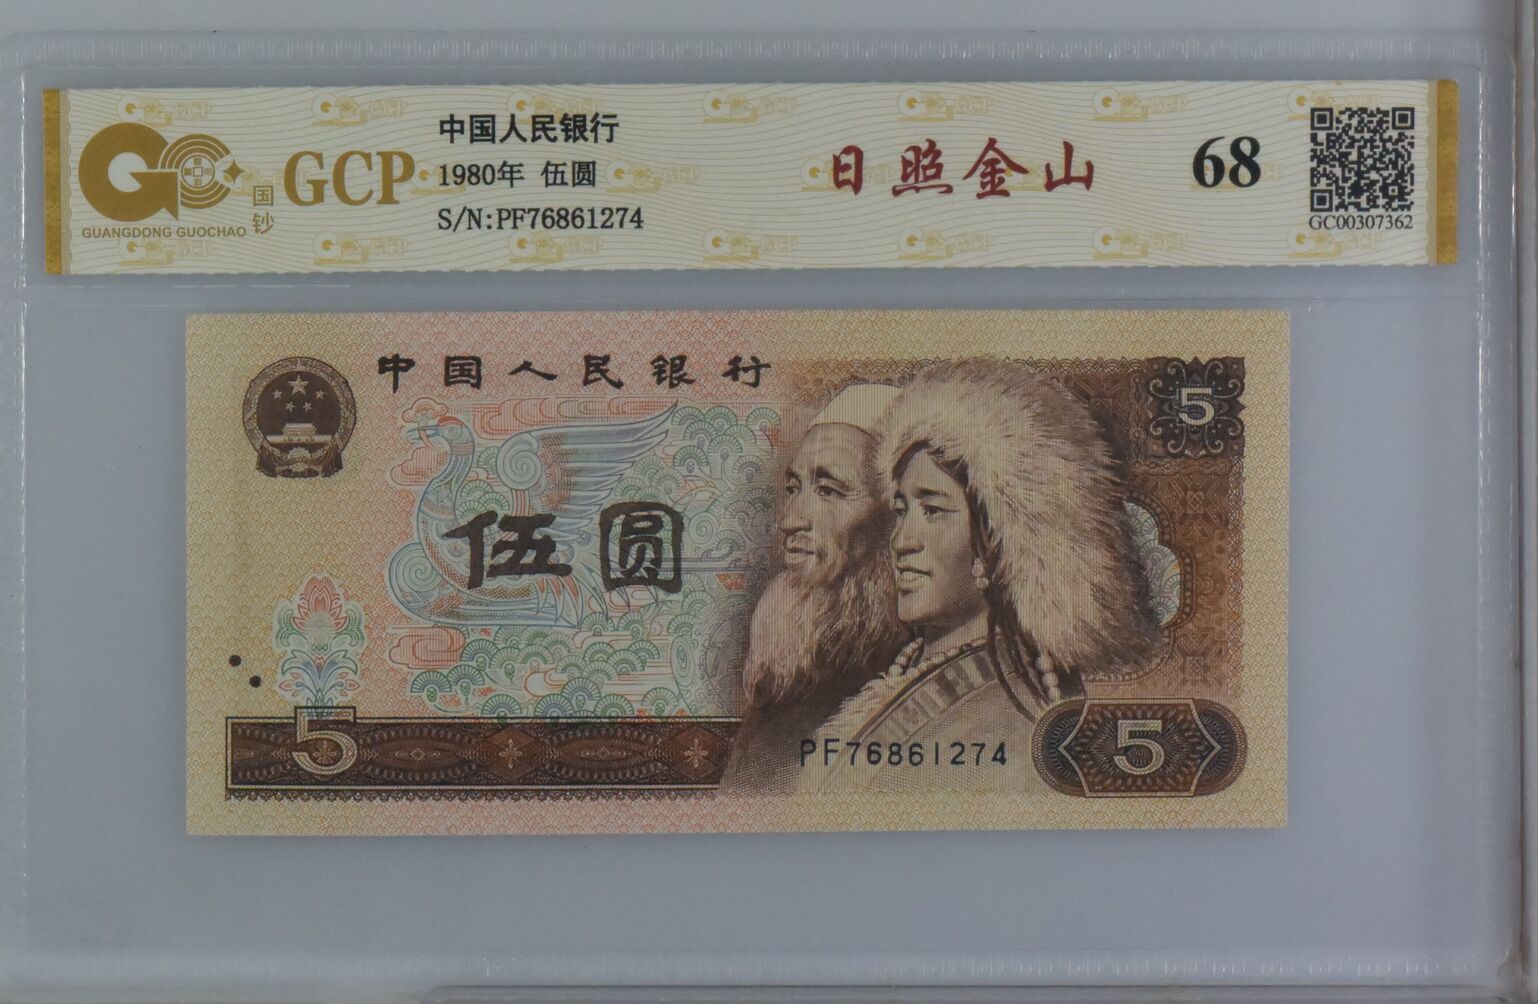 中国人民银行
1980年 伍圆
S/N:PF76861274
GCP
国钞
GUANGDONG GUOCHAO
日照金山
68
GC00307362
中国人民银行
5
伍圆
5
PF76861274
5